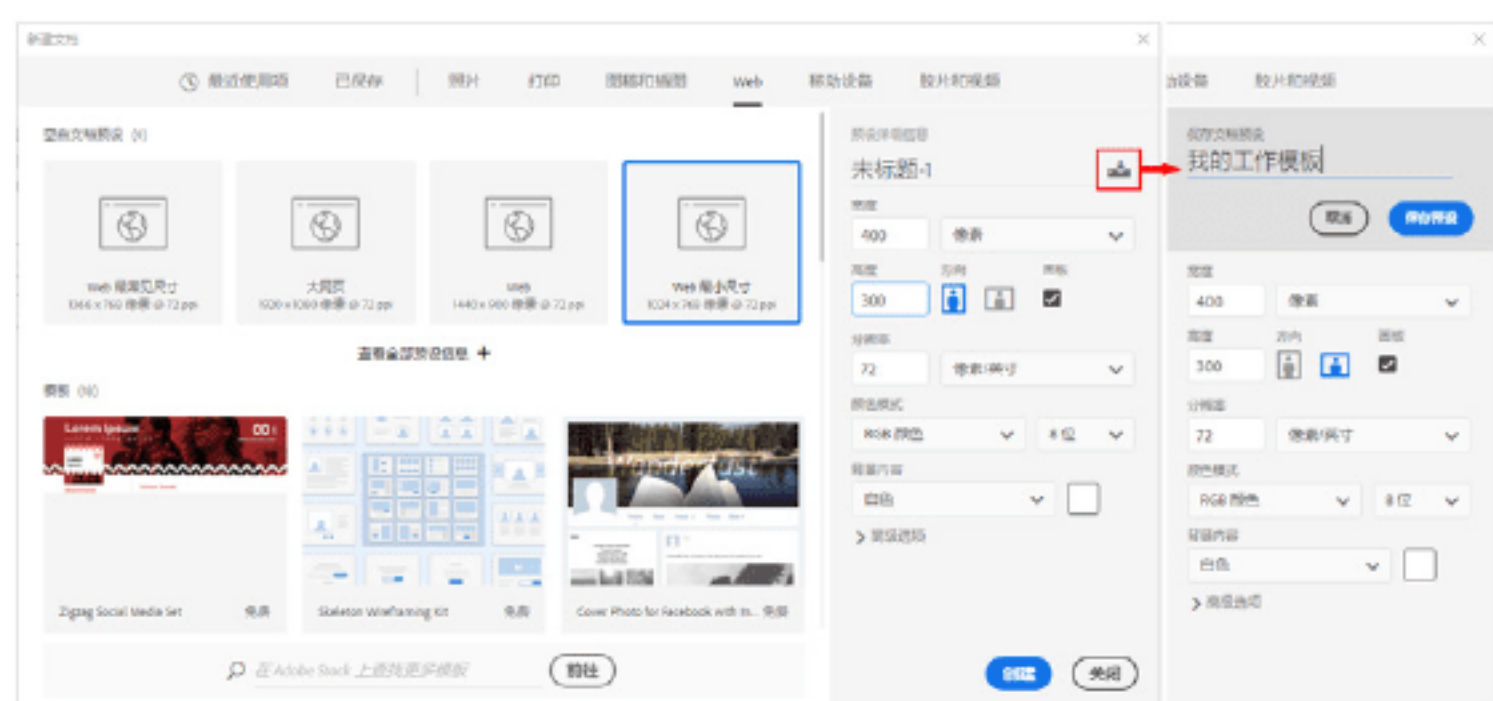 新建文档
最近使用项 已保存 照片 打印 图稿和插图 Web 移动设备 胶片和视频
空白文档预设 (4)
Web 最常见尺寸
1366 x 768 像素 @ 72 ppi
大网页
1920 x 1080 像素 @ 72 ppi
Web
1440 x 900 像素 @ 72 ppi
Web 最小尺寸
1024 x 768 像素 @ 72 ppi
查看全部预设信息 +
模板
Lorem Ipsum
Wanderlust
Zigzag Social Media Set 免费
Skeleton Wireframing Kit 免费
Cover Photo for Facebook with In... 免费
在 Adobe Stock 上查找更多模板
前往
预设详细信息
未标题-1
宽度
400 像素
高度 方向 画板
300
分辨率
72 像素/英寸
颜色模式
RGB 颜色 8 位
背景内容
白色
高级选项
创建 关闭
动设备 胶片和视频
保存文档预设
我的工作模板
取消 保存预设
宽度
400 像素
高度 方向 画板
300
分辨率
72 像素/英寸
颜色模式
RGB 颜色 8 位
背景内容
白色
高级选项